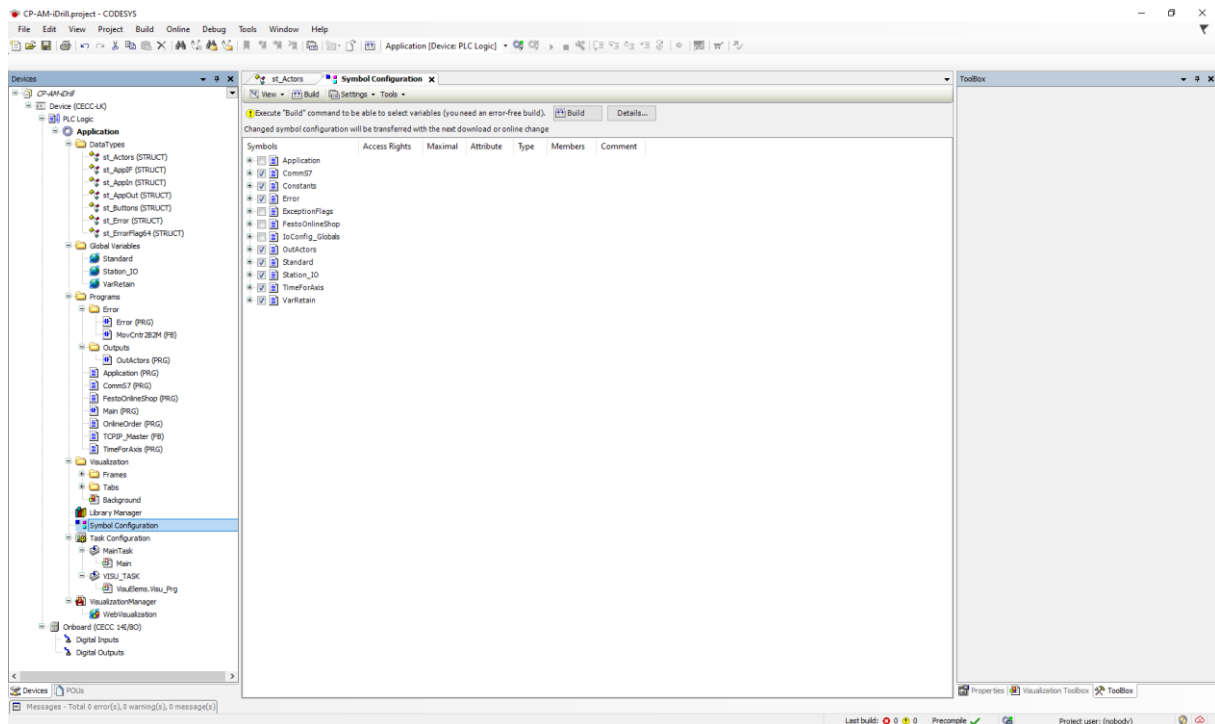 CP-AM-iDrill.project - CODESYS
File Edit View Project Build Online Debug Tools Window Help
Application [Device: PLC Logic]
Devices
CP-AM-iDrill
Device (CECC-LK)
PLC Logic
Application
DataTypes
st_Actors (STRUCT)
st_AppIF (STRUCT)
st_AppIn (STRUCT)
st_AppOut (STRUCT)
st_Buttons (STRUCT)
st_Error (STRUCT)
st_ErrorFlag64 (STRUCT)
Global Variables
Standard
Station_IO
VarRetain
Programs
Error
Error (PRG)
MovCntr2B2M (FB)
Outputs
OutActors (PRG)
Application (PRG)
CommS7 (PRG)
FestoOnlineShop (PRG)
Main (PRG)
OnlineOrder (PRG)
TCPIP_Master (FB)
TimeForAxis (PRG)
Visualization
Frames
Tabs
Background
Library Manager
Symbol Configuration
Task Configuration
MainTask
Main
VISU_TASK
VisuElems.Visu_Prg
VisualizationManager
WebVisualization
Onboard (CECC 14E/8O)
Digital Inputs
Digital Outputs
Devices POUs
st_Actors Symbol Configuration
View Build Settings Tools
Execute "Build" command to be able to select variables (you need an error-free build). Build Details...
Changed symbol configuration will be transferred with the next download or online change
Symbols Access Rights Maximal Attribute Type Members Comment
Application
CommS7
Constants
Error
ExceptionFlags
FestoOnlineShop
IoConfig_Globals
OutActors
Standard
Station_IO
TimeForAxis
VarRetain
ToolBox
Properties Visualization Toolbox ToolBox
Messages - Total 0 error(s), 0 warning(s), 0 message(s)
Last build: 0 0 Precompile Project user: (nobody)